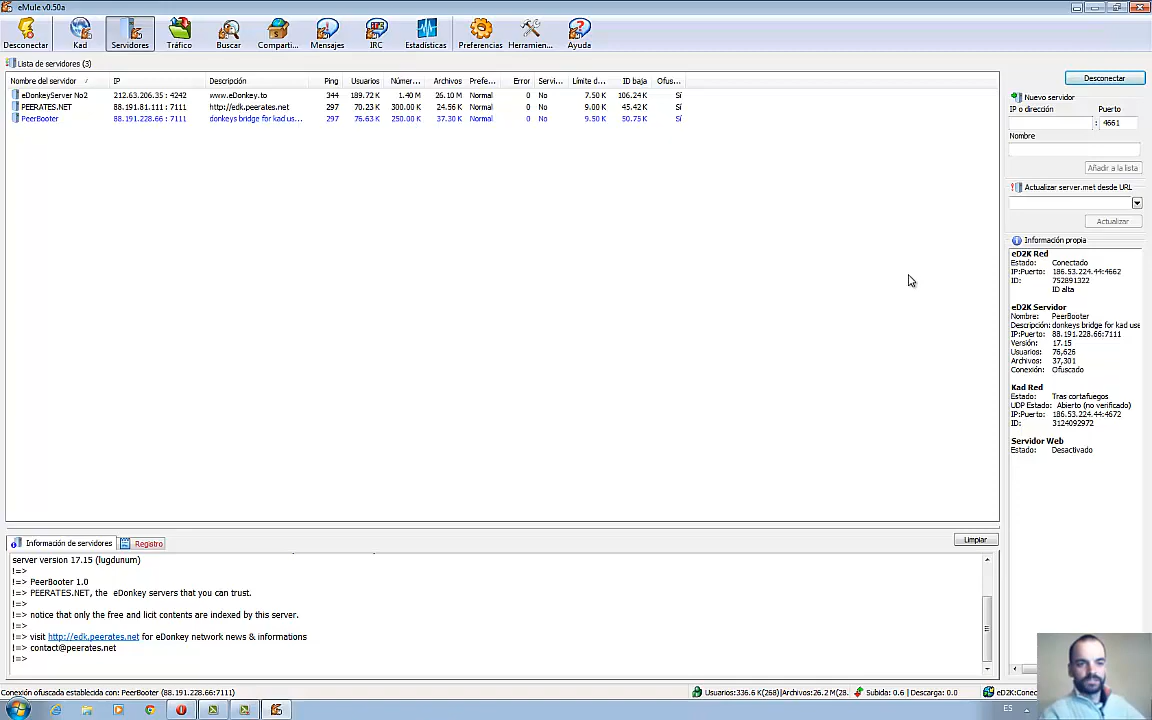 eMule v0.50a
Desconectar Kad Servidores Tráfico Buscar Comparti... Mensajes IRC Estadísticas Preferencias Herramien... Ayuda
Lista de servidores (3)
Nombre del servidor IP Descripción Ping Usuarios Númer... Archivos Prefe... Error Servi... Límite d... ID baja Ofus...
eDonkeyServer No2 212.63.206.35 : 4242 www.eDonkey.to 344 189.72 K 1.40 M 26.10 M Normal 0 No 7.50 K 106.24 K Sí
PEERATES.NET 88.191.81.111 : 7111 http://edk.peerates.net 297 70.23 K 300.00 K 24.56 K Normal 0 No 9.00 K 45.42 K Sí
PeerBooter 88.191.228.66 : 7111 donkeys bridge for kad us... 297 76.63 K 250.00 K 37.30 K Normal 0 No 9.50 K 50.75 K Sí
Desconectar
Nuevo servidor
IP o dirección Puerto
: 4661
Nombre
Añadir a la lista
Actualizar server.met desde URL
Actualizar
Información propia
eD2K Red
Estado: Conectado
IP:Puerto: 186.53.224.44:4662
ID: 752891322
ID alta
eD2K Servidor
Nombre: PeerBooter
Descripción: donkeys bridge for kad use
IP:Puerto: 88.191.228.66:7111
Versión: 17.15
Usuarios: 76,626
Archivos: 37,301
Conexión: Ofuscado
Kad Red
Estado: Tras cortafuegos
UDP Estado: Abierto (no verificado)
IP:Puerto: 186.53.224.44:4672
ID: 3124092972
Servidor Web
Estado: Desactivado
Información de servidores Registro Limpiar
server version 17.15 (lugdunum)
!=>
!=> PeerBooter 1.0
!=> PEERATES.NET, the eDonkey servers that you can trust.
!=>
!=> notice that only the free and licit contents are indexed by this server.
!=>
!=> visit http://edk.peerates.net for eDonkey network news & informations
!=> contact@peerates.net
!=>
Conexión ofuscada establecida con: PeerBooter (88.191.228.66:7111) Usuarios:336.6 K(268)|Archivos:26.2 M(28. Subida: 0.6 | Descarga: 0.0 eD2K:Conec
ES